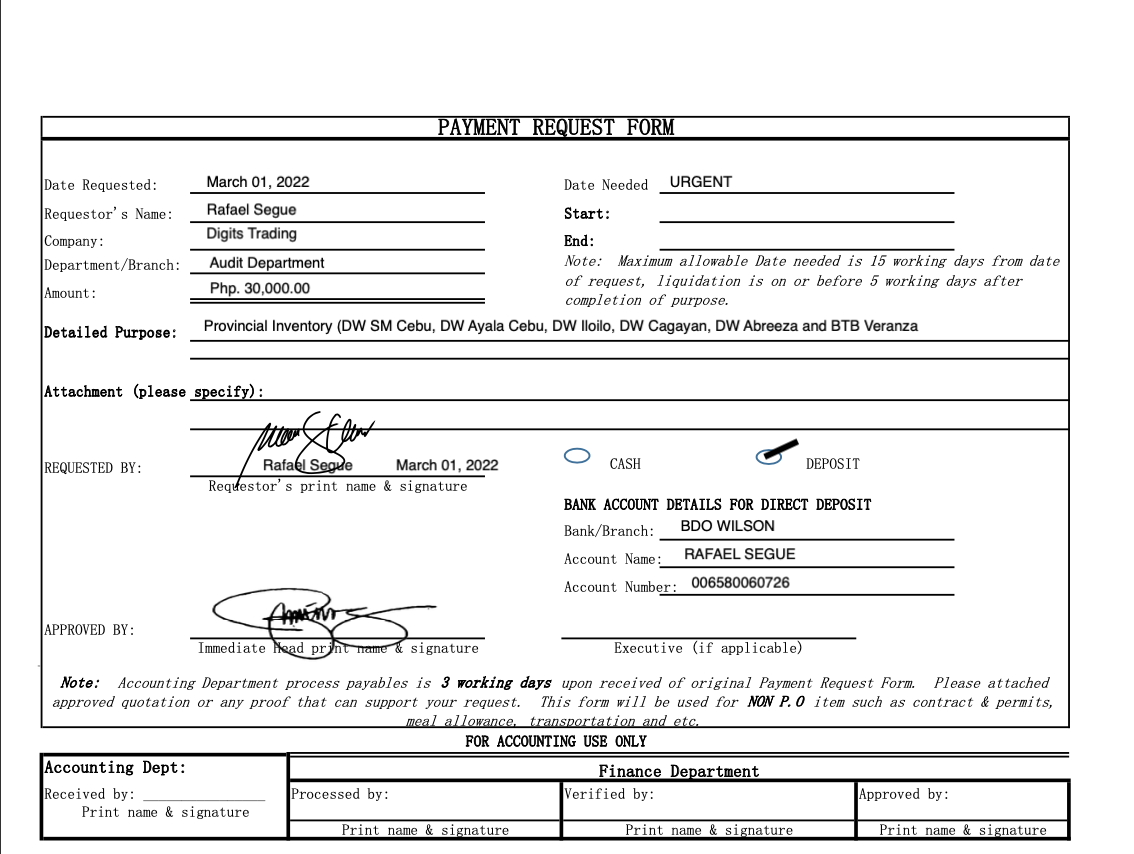 PAYMENT REQUEST FORM
Date Requested: March 01, 2022 Date Needed URGENT
Requestor's Name: Rafael Segue Start:
Company: Digits Trading End:
Department/Branch: Audit Department
Note: Maximum allowable Date needed is 15 working days from date
of request, liquidation is on or before 5 working days after
completion of purpose.
Amount: Php. 30,000.00
Detailed Purpose: Provincial Inventory (DW SM Cebu, DW Ayala Cebu, DW Iloilo, DW Cagayan, DW Abreeza and BTB Veranza
Attachment (please specify):
REQUESTED BY: Rafael Segue March 01, 2022 CASH DEPOSIT
Requestor's print name & signature
BANK ACCOUNT DETAILS FOR DIRECT DEPOSIT
Bank/Branch: BDO WILSON
Account Name: RAFAEL SEGUE
Account Number: 006580060726
APPROVED BY:
Immediate Head print name & signature Executive (if applicable)
Note: Accounting Department process payables is 3 working days upon received of original Payment Request Form. Please attached
approved quotation or any proof that can support your request. This form will be used for NON P.O item such as contract & permits,
meal allowance, transportation and etc.
FOR ACCOUNTING USE ONLY
Accounting Dept: Finance Department
Received by: Processed by: Verified by: Approved by:
Print name & signature
Print name & signature Print name & signature Print name & signature